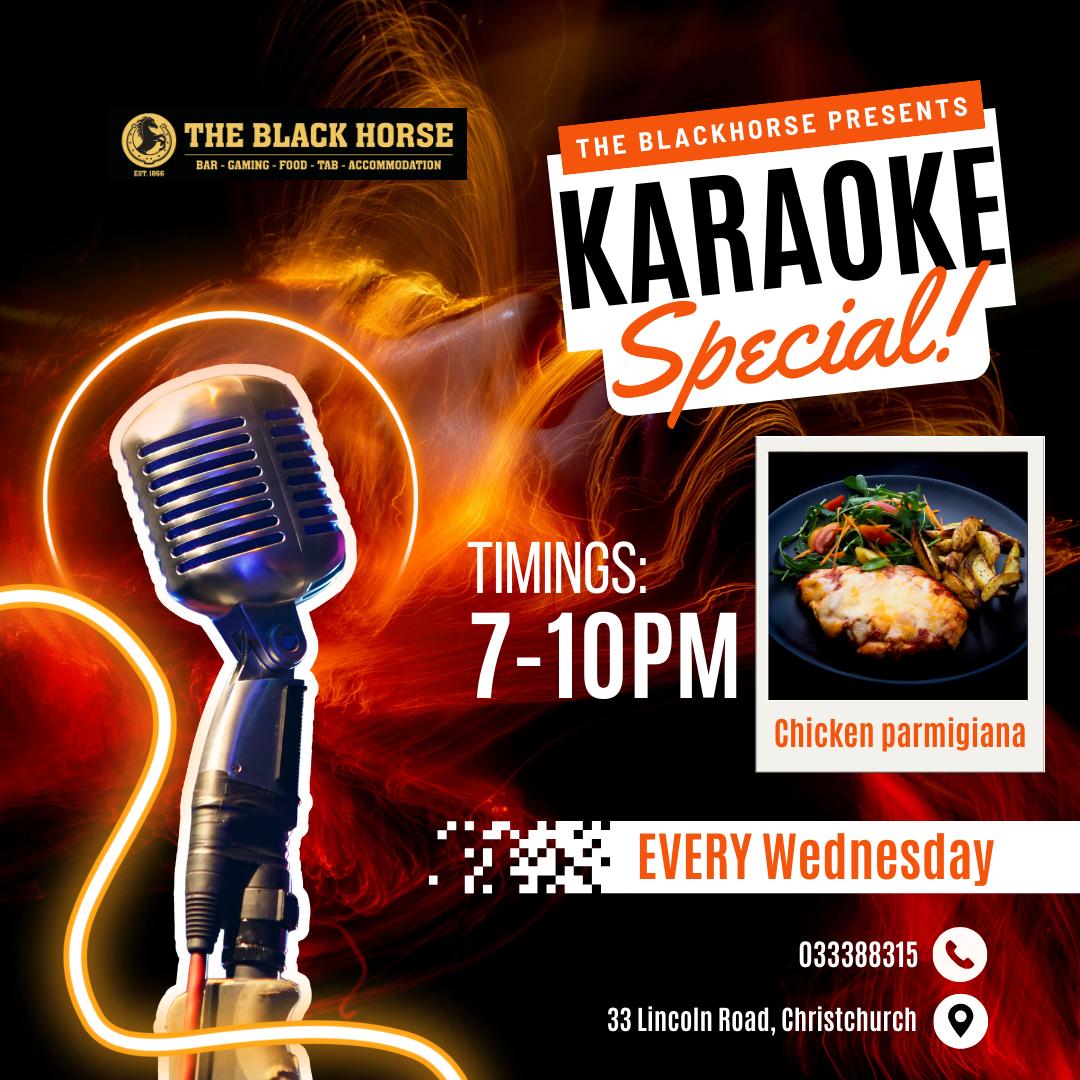 THE BLACK HORSE
BAR - GAMING - FOOD - TAB - ACCOMMODATION
EST. 1866
THE BLACKHORSE PRESENTS
KARAOKE
Special!
TIMINGS:
7-10PM
Chicken parmigiana
EVERY Wednesday
033388315
33 Lincoln Road, Christchurch